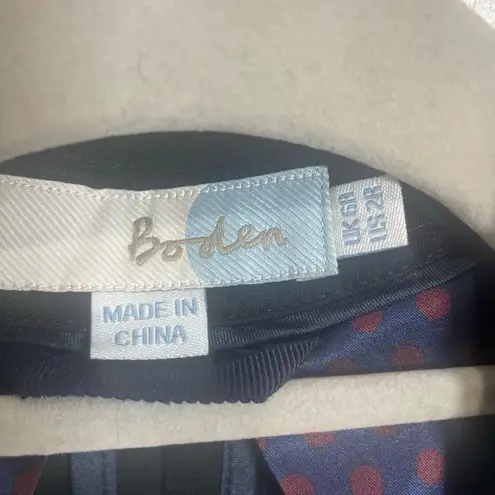 Boden
UK 6R
US 2R
MADE IN
CHINA